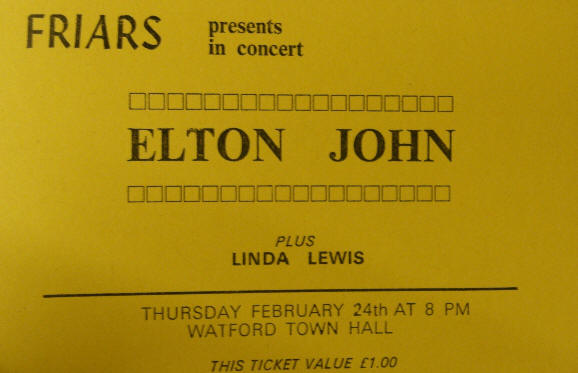 FRIARS presents
in concert
ELTON JOHN
PLUS
LINDA LEWIS
THURSDAY FEBRUARY 24th AT 8 PM
WATFORD TOWN HALL
THIS TICKET VALUE £1.00